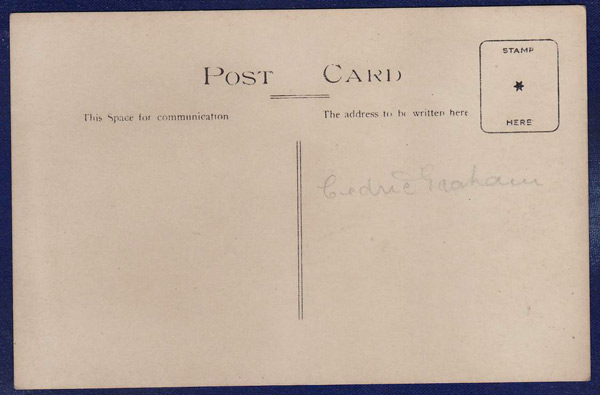 POST CARD
STAMP
*
HERE
This Space for communication
The address to be written here
Cedric Graham